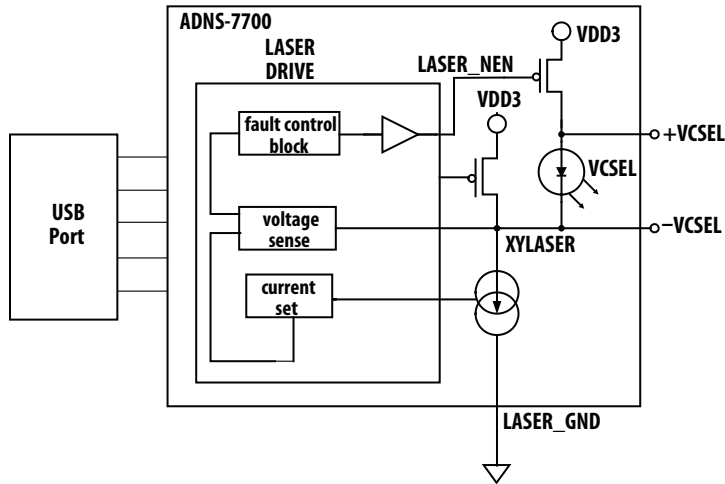 ADNS-7700
LASER
DRIVE
LASER_NEN
VDD3
VDD3
fault control
block
+VCSEL
VCSEL
USB
Port
voltage
sense
−VCSEL
XYLASER
current
set
LASER_GND